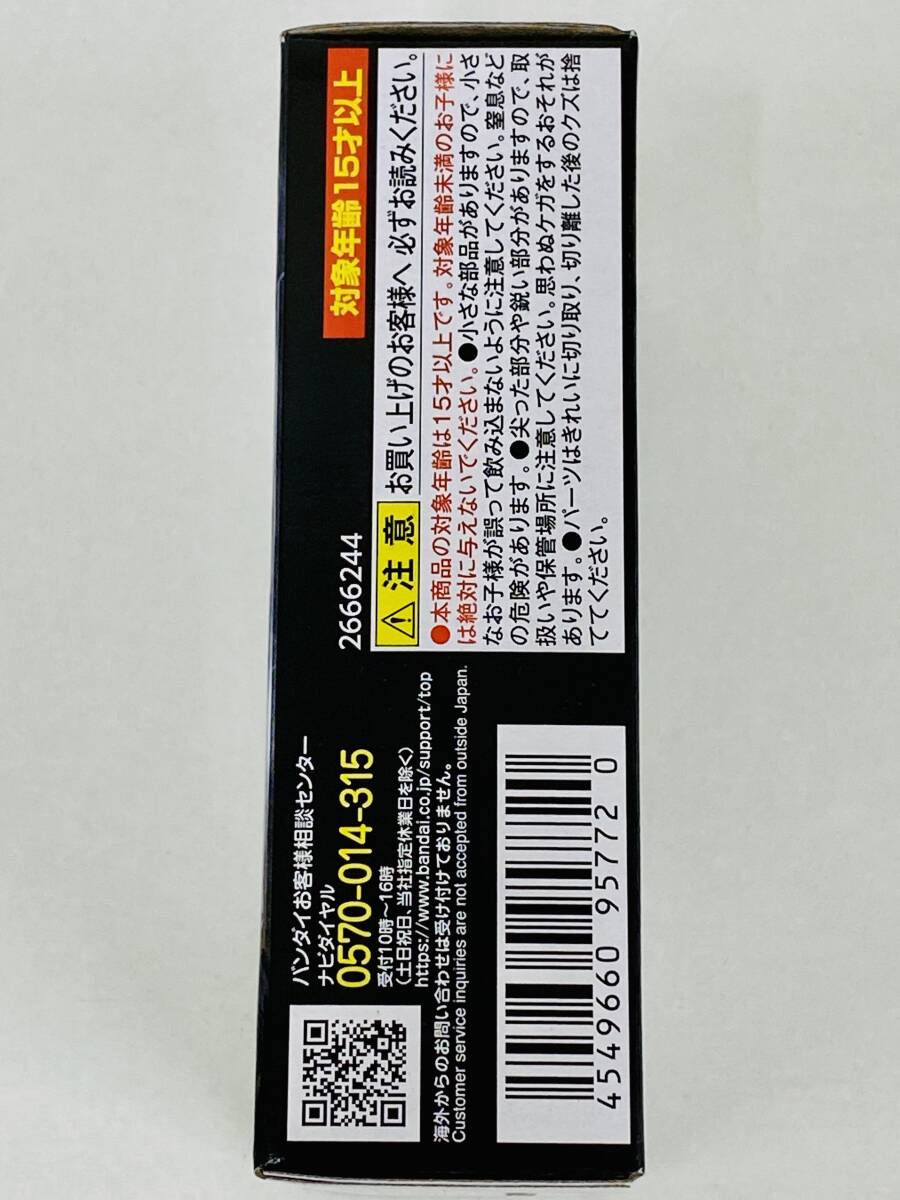 対象年齢15才以上
お買い上げのお客様へ 必ずお読みください。
注意
●本商品の対象年齢は15才以上です。対象年齢未満のお子様に
は絶対に与えないでください。●小さな部品がありますので、小さ
なお子様が誤って飲み込まないように注意してください。窒息など
の危険があります。●尖った部分や鋭い部分がありますので、取
扱いや保管場所に注意してください。思わぬケガをするおそれが
あります。●パーツはきれいに切り取り、切り離した後のクズは捨
ててください。
2666244
バンダイお客様相談センター
ナビダイヤル
0570-014-315
受付10時～16時
(土日祝日、当社指定休業日を除く)
https://www.bandai.co.jp/support/top
海外からのお問い合わせは受け付けておりません。
Customer service inquiries are not accepted from outside Japan.
4549660 95772 0